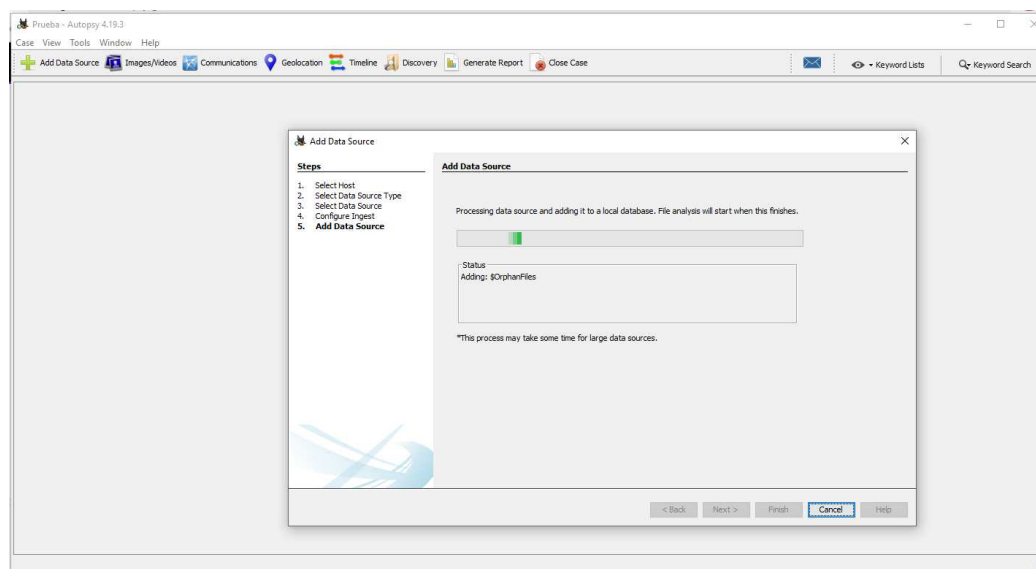 Prueba - Autopsy 4.19.3
Case View Tools Window Help
Add Data Source Images/Videos Communications Geolocation Timeline Discovery Generate Report Close Case Keyword Lists Keyword Search
Add Data Source
Steps
1. Select Host
2. Select Data Source Type
3. Select Data Source
4. Configure Ingest
5. Add Data Source
Add Data Source
Processing data source and adding it to a local database. File analysis will start when this finishes.
Status
Adding: $OrphanFiles
*This process may take some time for large data sources.
< Back Next > Finish Cancel Help